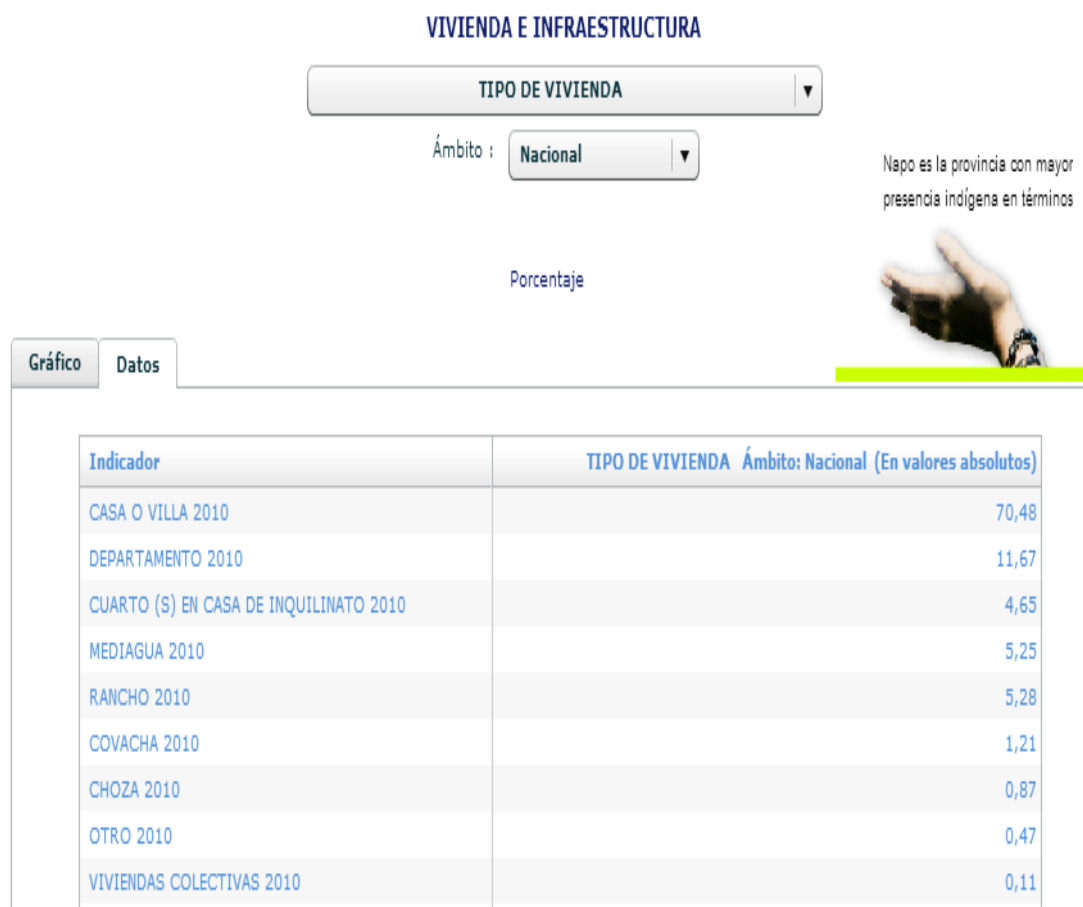 VIVIENDA E INFRAESTRUCTURA
TIPO DE VIVIENDA
Ámbito : Nacional
Napo es la provincia con mayor
presencia indígena en términos
Porcentaje
Gráfico Datos
Indicador TIPO DE VIVIENDA Ámbito: Nacional (En valores absolutos)
CASA O VILLA 2010 70,48
DEPARTAMENTO 2010 11,67
CUARTO (S) EN CASA DE INQUILINATO 2010 4,65
MEDIAGUA 2010 5,25
RANCHO 2010 5,28
COVACHA 2010 1,21
CHOZA 2010 0,87
OTRO 2010 0,47
VIVIENDAS COLECTIVAS 2010 0,11